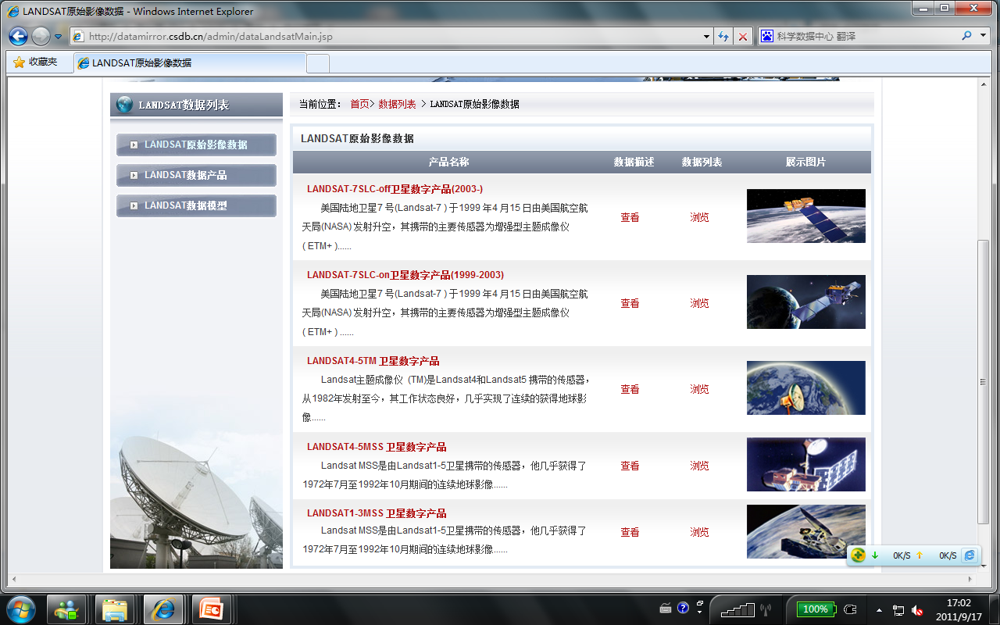 LANDSAT原始影像数据 - Windows Internet Explorer
http://datamirror.csdb.cn/admin/dataLandsatMain.jsp
科学数据中心 翻译
收藏夹
LANDSAT原始影像数据
LANDSAT数据列表
LANDSAT原始影像数据
LANDSAT数据产品
LANDSAT数据模型
当前位置： 首页> 数据列表 > LANDSAT原始影像数据
LANDSAT原始影像数据
产品名称 数据描述 数据列表 展示图片
LANDSAT-7SLC-off卫星数字产品(2003-)
美国陆地卫星7 号(Landsat-7 ) 于1999 年4 月15 日由美国航空航
天局(NASA) 发射升空，其携带的主要传感器为增强型主题成像仪
( ETM+ )......
查看 浏览
LANDSAT-7SLC-on卫星数字产品(1999-2003)
美国陆地卫星7 号(Landsat-7 ) 于1999 年4 月15 日由美国航空航
天局(NASA) 发射升空，其携带的主要传感器为增强型主题成像仪
( ETM+ ) ......
查看 浏览
LANDSAT4-5TM 卫星数字产品
Landsat主题成像仪 (TM)是Landsat4和Landsat5 携带的传感器，
从1982年发射至今，其工作状态良好，几乎实现了连续的获得地球影
像......
查看 浏览
LANDSAT4-5MSS 卫星数字产品
Landsat MSS是由Landsat1-5卫星携带的传感器，他几乎获得了
1972年7月至1992年10月期间的连续地球影像......
查看 浏览
LANDSAT1-3MSS 卫星数字产品
Landsat MSS是由Landsat1-5卫星携带的传感器，他几乎获得了
1972年7月至1992年10月期间的连续地球影像......
查看 浏览
0K/S 0K/S
100%
17:02
2011/9/17